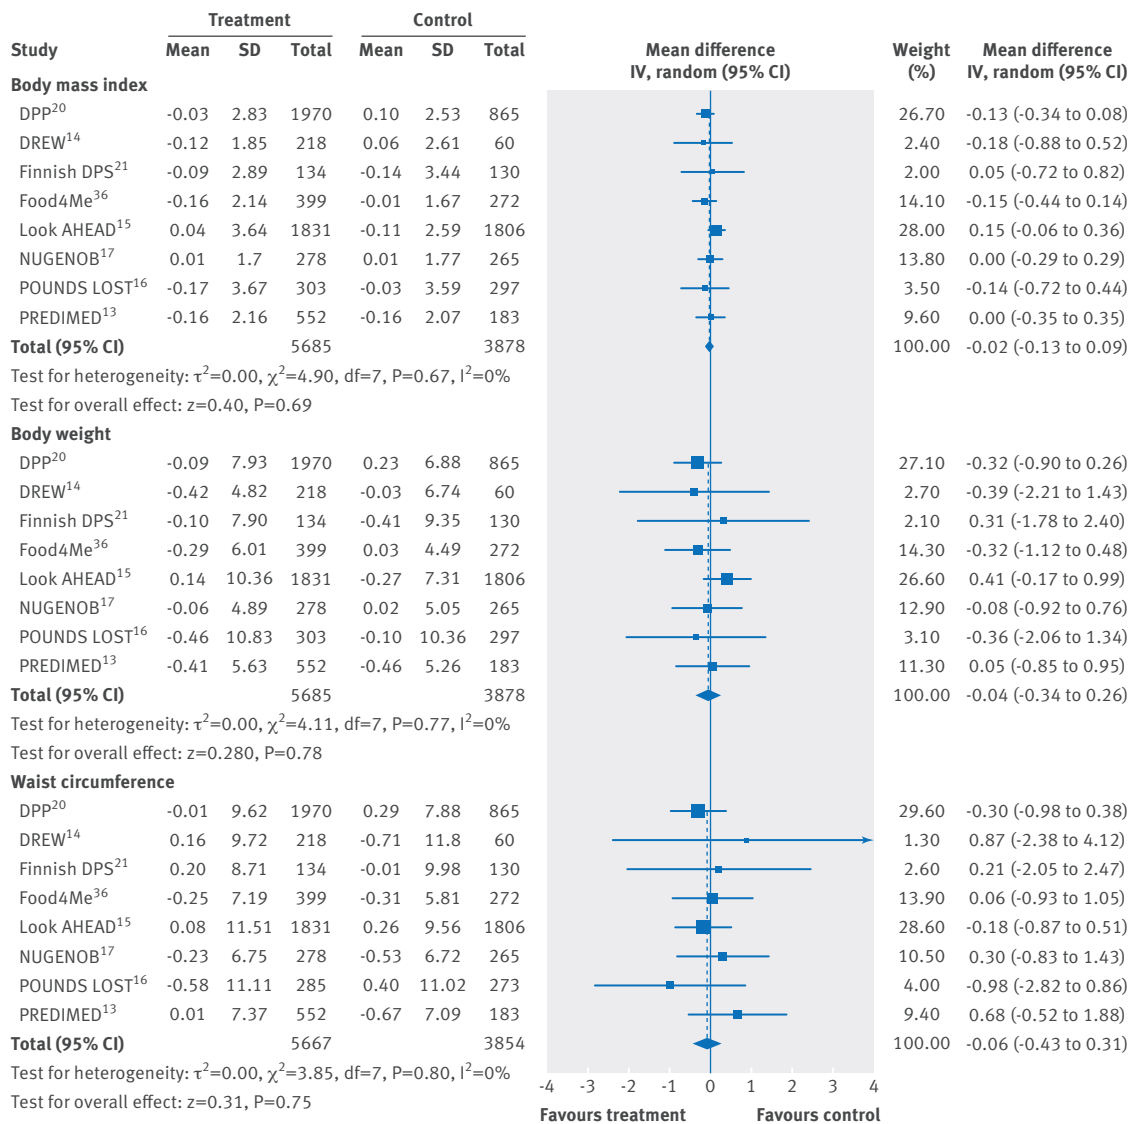 Treatment Control
Study Mean SD Total Mean SD Total Mean difference IV, random (95% CI) Weight (%) Mean difference IV, random (95% CI)
Body mass index
DPP20 -0.03 2.83 1970 0.10 2.53 865 26.70 -0.13 (-0.34 to 0.08)
DREW14 -0.12 1.85 218 0.06 2.61 60 2.40 -0.18 (-0.88 to 0.52)
Finnish DPS21 -0.09 2.89 134 -0.14 3.44 130 2.00 0.05 (-0.72 to 0.82)
Food4Me36 -0.16 2.14 399 -0.01 1.67 272 14.10 -0.15 (-0.44 to 0.14)
Look AHEAD15 0.04 3.64 1831 -0.11 2.59 1806 28.00 0.15 (-0.06 to 0.36)
NUGENOB17 0.01 1.7 278 0.01 1.77 265 13.80 0.00 (-0.29 to 0.29)
POUNDS LOST16 -0.17 3.67 303 -0.03 3.59 297 3.50 -0.14 (-0.72 to 0.44)
PREDIMED13 -0.16 2.16 552 -0.16 2.07 183 9.60 0.00 (-0.35 to 0.35)
Total (95% CI) 5685 3878 100.00 -0.02 (-0.13 to 0.09)
Test for heterogeneity: τ²=0.00, χ²=4.90, df=7, P=0.67, I²=0%
Test for overall effect: z=0.40, P=0.69
Body weight
DPP20 -0.09 7.93 1970 0.23 6.88 865 27.10 -0.32 (-0.90 to 0.26)
DREW14 -0.42 4.82 218 -0.03 6.74 60 2.70 -0.39 (-2.21 to 1.43)
Finnish DPS21 -0.10 7.90 134 -0.41 9.35 130 2.10 0.31 (-1.78 to 2.40)
Food4Me36 -0.29 6.01 399 0.03 4.49 272 14.30 -0.32 (-1.12 to 0.48)
Look AHEAD15 0.14 10.36 1831 -0.27 7.31 1806 26.60 0.41 (-0.17 to 0.99)
NUGENOB17 -0.06 4.89 278 0.02 5.05 265 12.90 -0.08 (-0.92 to 0.76)
POUNDS LOST16 -0.46 10.83 303 -0.10 10.36 297 3.10 -0.36 (-2.06 to 1.34)
PREDIMED13 -0.41 5.63 552 -0.46 5.26 183 11.30 0.05 (-0.85 to 0.95)
Total (95% CI) 5685 3878 100.00 -0.04 (-0.34 to 0.26)
Test for heterogeneity: τ²=0.00, χ²=4.11, df=7, P=0.77, I²=0%
Test for overall effect: z=0.280, P=0.78
Waist circumference
DPP20 -0.01 9.62 1970 0.29 7.88 865 29.60 -0.30 (-0.98 to 0.38)
DREW14 0.16 9.72 218 -0.71 11.8 60 1.30 0.87 (-2.38 to 4.12)
Finnish DPS21 0.20 8.71 134 -0.01 9.98 130 2.60 0.21 (-2.05 to 2.47)
Food4Me36 -0.25 7.19 399 -0.31 5.81 272 13.90 0.06 (-0.93 to 1.05)
Look AHEAD15 0.08 11.51 1831 0.26 9.56 1806 28.60 -0.18 (-0.87 to 0.51)
NUGENOB17 -0.23 6.75 278 -0.53 6.72 265 10.50 0.30 (-0.83 to 1.43)
POUNDS LOST16 -0.58 11.11 285 0.40 11.02 273 4.00 -0.98 (-2.82 to 0.86)
PREDIMED13 0.01 7.37 552 -0.67 7.09 183 9.40 0.68 (-0.52 to 1.88)
Total (95% CI) 5667 3854 100.00 -0.06 (-0.43 to 0.31)
Test for heterogeneity: τ²=0.00, χ²=3.85, df=7, P=0.80, I²=0%
Test for overall effect: z=0.31, P=0.75
-4 -3 -2 -1 0 1 2 3 4
Favours treatment Favours control